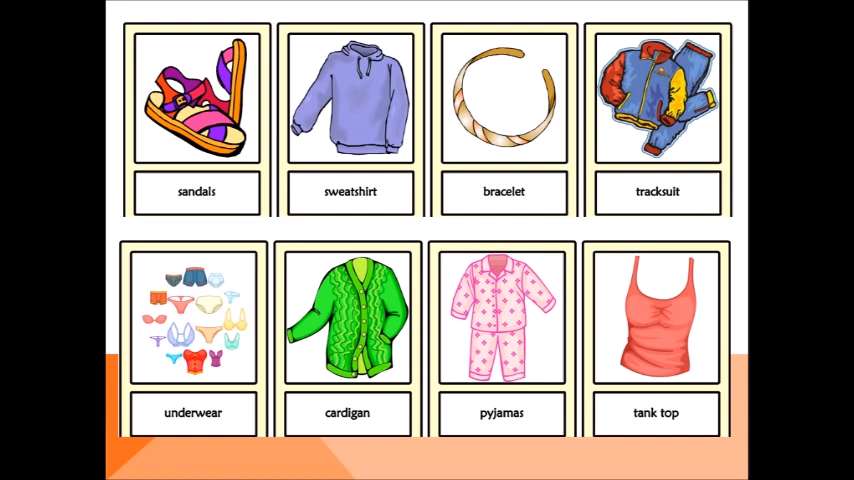 sandals
sweatshirt
bracelet
tracksuit
underwear
cardigan
pyjamas
tank top